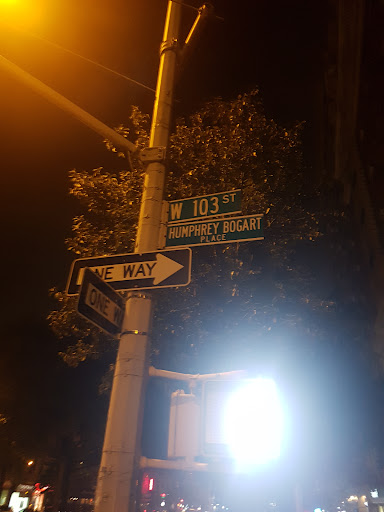 W 103 ST
HUMPHREY BOGART
PLACE
ONE WAY
ONE W